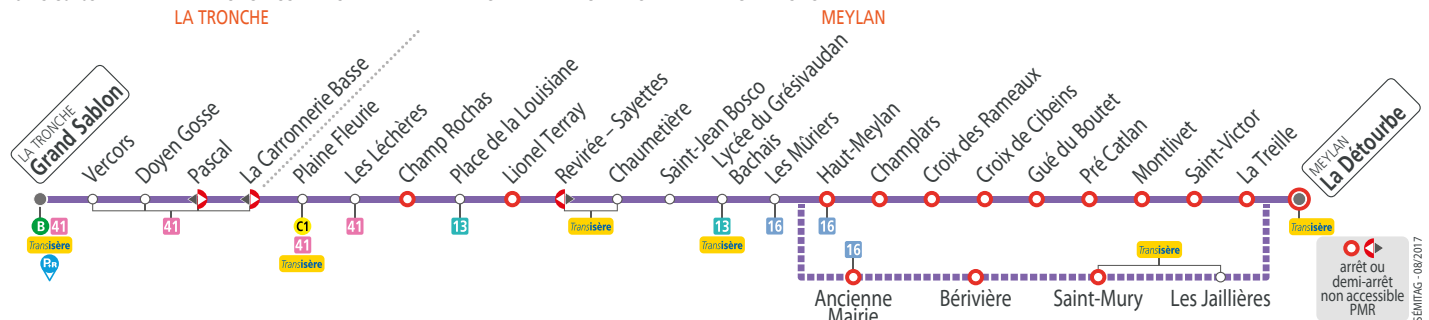 LA TRONCHE
MEYLAN
LA TRONCHE
Grand Sablon
Vercors
Doyen Gosse
Pascal
La Carronnerie Basse
Plaine Fleurie
Les Léchères
Champ Rochas
Place de la Louisiane
Lionel Terray
Revirée – Sayettes
Chaumetière
Saint-Jean Bosco
Lycée du Grésivaudan
Bachais
Les Mûriers
Haut-Meylan
Champlars
Croix des Rameaux
Croix de Cibeins
Gué du Boutet
Pré Catlan
Montlivet
Saint-Victor
La Treille
MEYLAN
La Détourbe
B 41
Transisère
P+R
41
C1
41
Transisère
41
13
Transisère
13
Transisère
16
16
Transisère
16
Transisère
Ancienne
Mairie
Bérivière
Saint-Mury
Les Jaillières
arrêt ou
demi-arrêt
non accessible
PMR
SÉMITAG - 08/2017